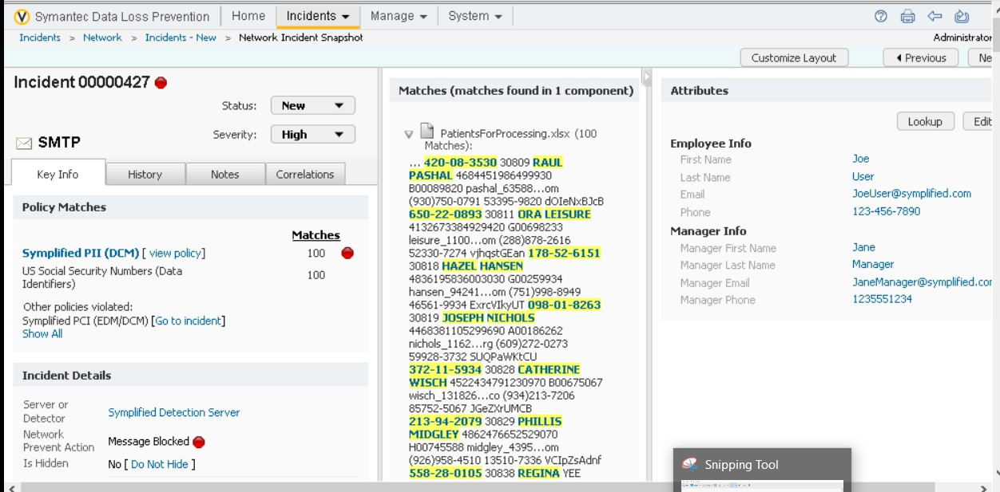 Symantec Data Loss Prevention
Home
Incidents
Manage
System
Incidents > Network > Incidents - New > Network Incident Snapshot
Administrator
Customize Layout
Previous
Ne
Incident 00000427
Status: New
Severity: High
SMTP
Key Info
History
Notes
Correlations
Policy Matches
Matches
Symplified PII (DCM) [ view policy]
100
US Social Security Numbers (Data
Identifiers)
100
Other policies violated:
Symplified PCI (EDM/DCM) [Go to incident]
Show All
Incident Details
Server or
Detector
Symplified Detection Server
Network
Prevent Action
Message Blocked
Is Hidden
No [ Do Not Hide ]
Matches (matches found in 1 component)
PatientsForProcessing.xlsx (100
Matches):
... 420-08-3530 30809 RAUL
PASHAL 4684451986499930
B00089820 pashal_63588...om
(930)750-0791 53395-9820 dOIeNxBJcB
650-22-0893 30811 ORA LEISURE
4132673384929420 G00698233
leisure_1100...om (288)878-2616
52330-7274 vjhqstGEan 178-52-6151
30818 HAZEL HANSEN
4836195836003030 G00259934
hansen_94241...om (751)998-8949
46561-9934 ExrcVIkyUT 098-01-8263
30819 JOSEPH NICHOLS
4468381105299690 A00186262
nichols_1162...rg (609)272-0273
59928-3732 SUQPaWKtCU
372-11-5934 30828 CATHERINE
WISCH 4522434791230970 B00675067
wisch_131826...co (934)213-7206
85752-5067 JGeZXrUMCB
213-94-2079 30829 PHILLIS
MIDGLEY 4862476652529070
H00745588 midgley_4395...om
(926)958-4510 13510-7336 VCIpZsAdnf
558-28-0105 30838 REGINA YEE
Attributes
Lookup
Edit
Employee Info
First Name Joe
Last Name User
Email JoeUser@symplified.com
Phone 123-456-7890
Manager Info
Manager First Name Jane
Manager Last Name Manager
Manager Email JaneManager@symplified.cor
Manager Phone 1235551234
Snipping Tool